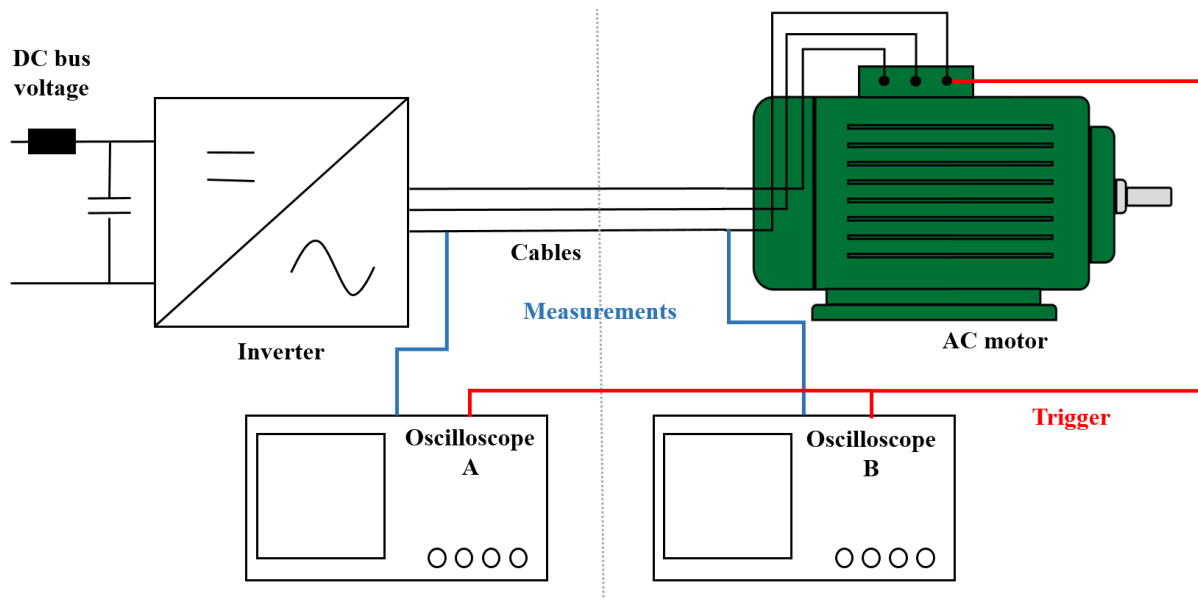 DC bus
voltage
Inverter
Cables
Measurements
AC motor
Trigger
Oscilloscope
A
Oscilloscope
B